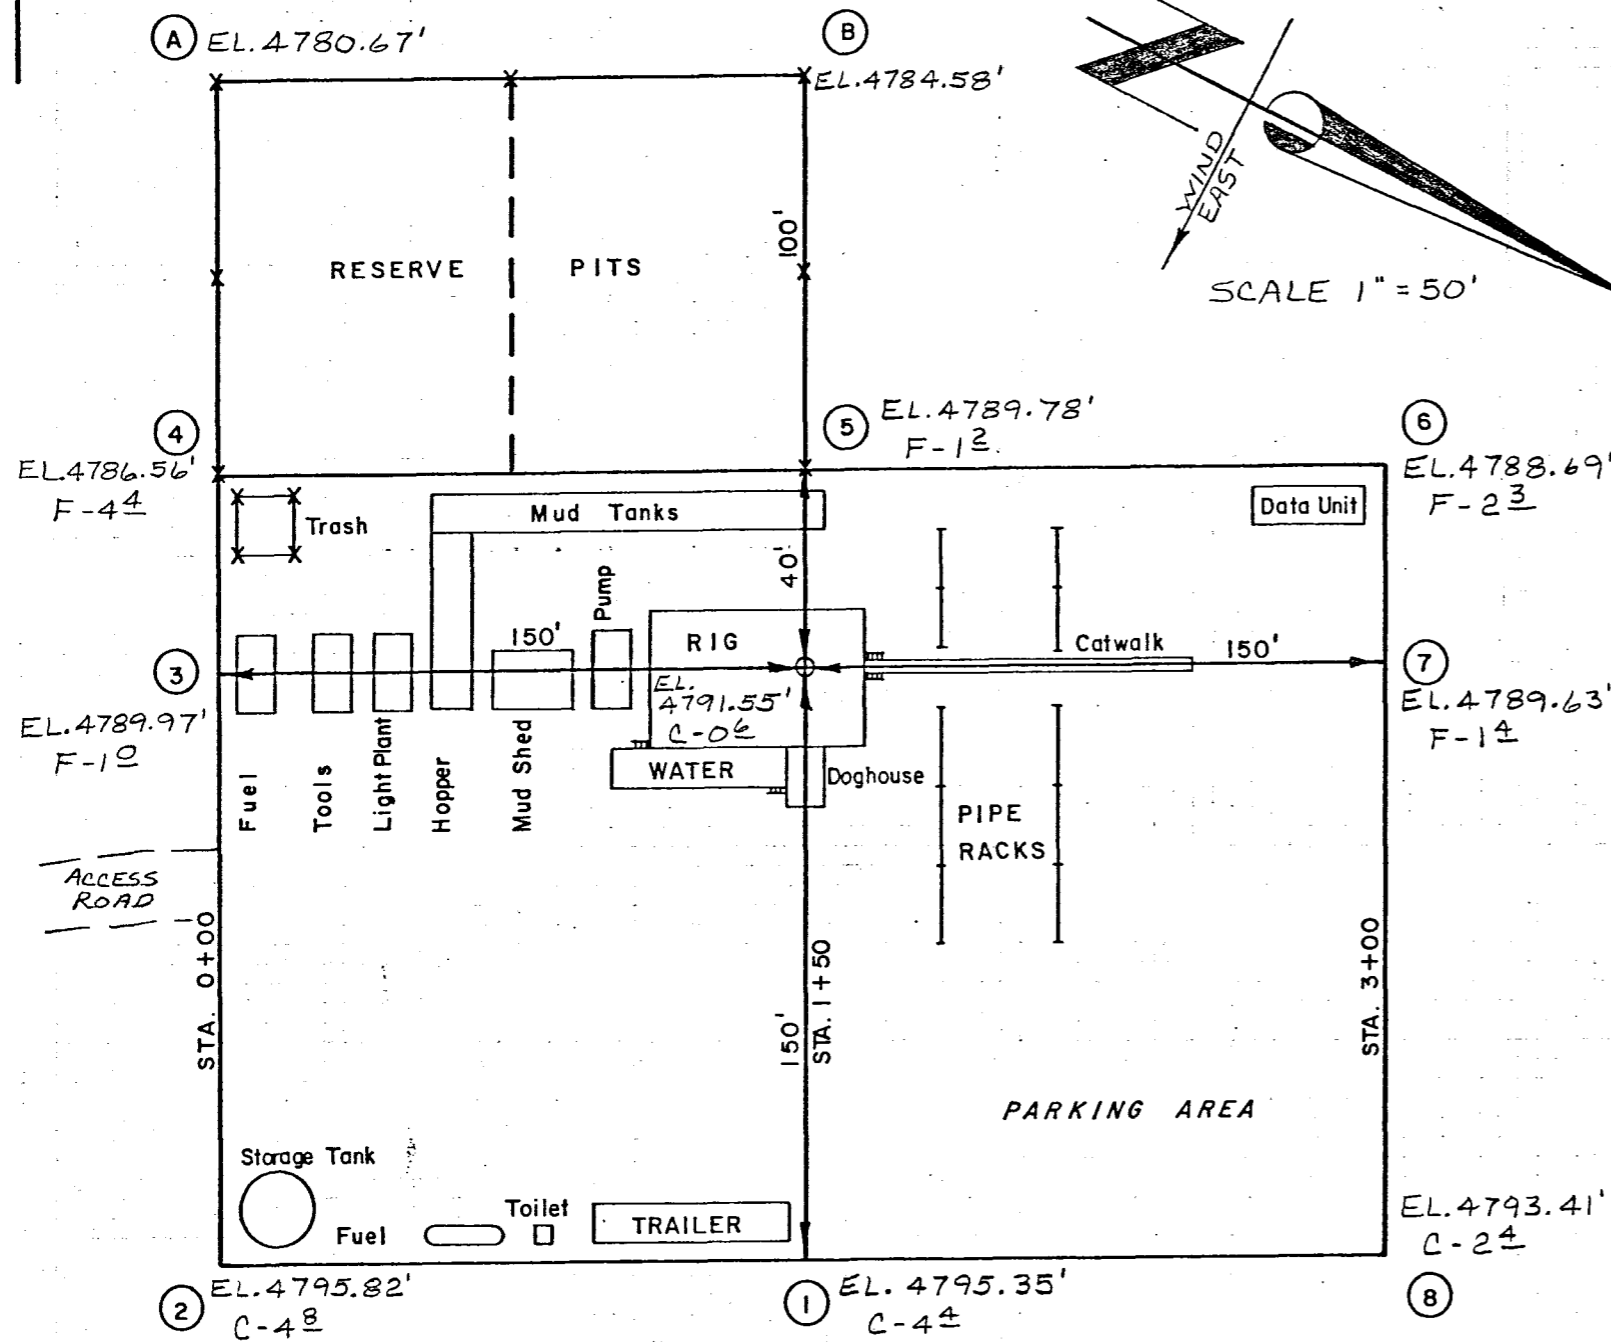 A EL. 4780.67'
B
EL. 4784.58'
WIND
EAST
SCALE 1" = 50'
RESERVE PITS
100'
4
EL. 4786.56'
F-4 4
5 EL. 4789.78'
F-1 2
6
EL. 4788.69'
F-2 3
Trash
Mud Tanks
Data Unit
40'
Pump
150'
RIG
Catwalk 150'
3
EL. 4789.97'
F-1 0
EL.
4791.55'
C-0 6
7
EL. 4789.63'
F-1 4
Fuel
Tools
Light Plant
Hopper
Mud Shed
WATER
Doghouse
PIPE
RACKS
ACCESS
ROAD
STA. 0+00
150'
STA. 1+50
STA. 3+00
PARKING AREA
Storage Tank
Fuel
Toilet
TRAILER
EL. 4793.41'
C-2 4
8
2 EL. 4795.82'
C-4 8
1 EL. 4795.35'
C-4 4